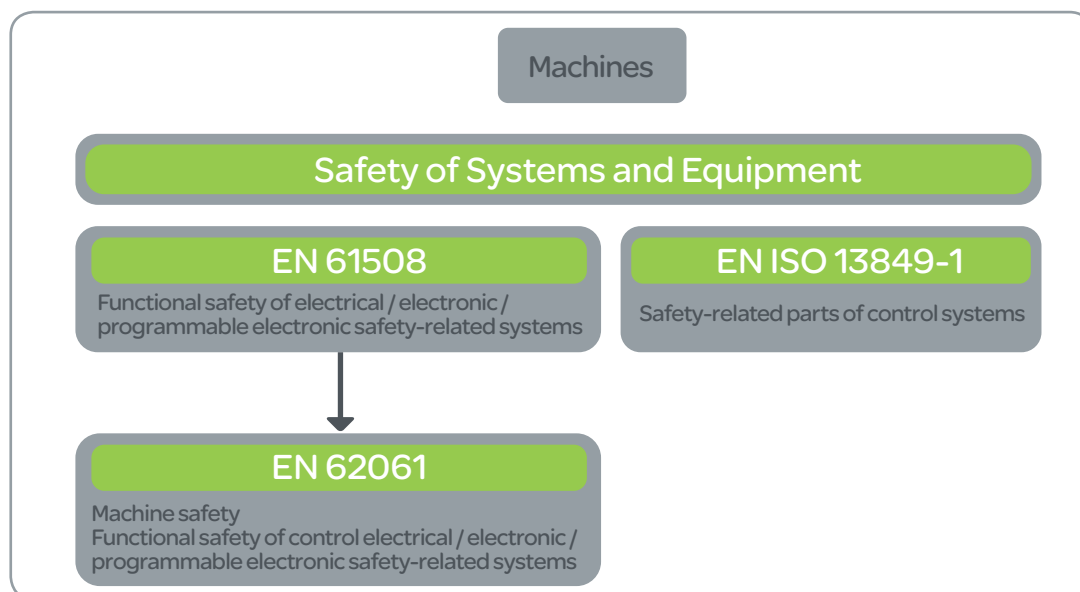 Machines
Safety of Systems and Equipment
EN 61508
Functional safety of electrical / electronic /
programmable electronic safety-related systems
EN ISO 13849-1
Safety-related parts of control systems
EN 62061
Machine safety
Functional safety of control electrical / electronic /
programmable electronic safety-related systems